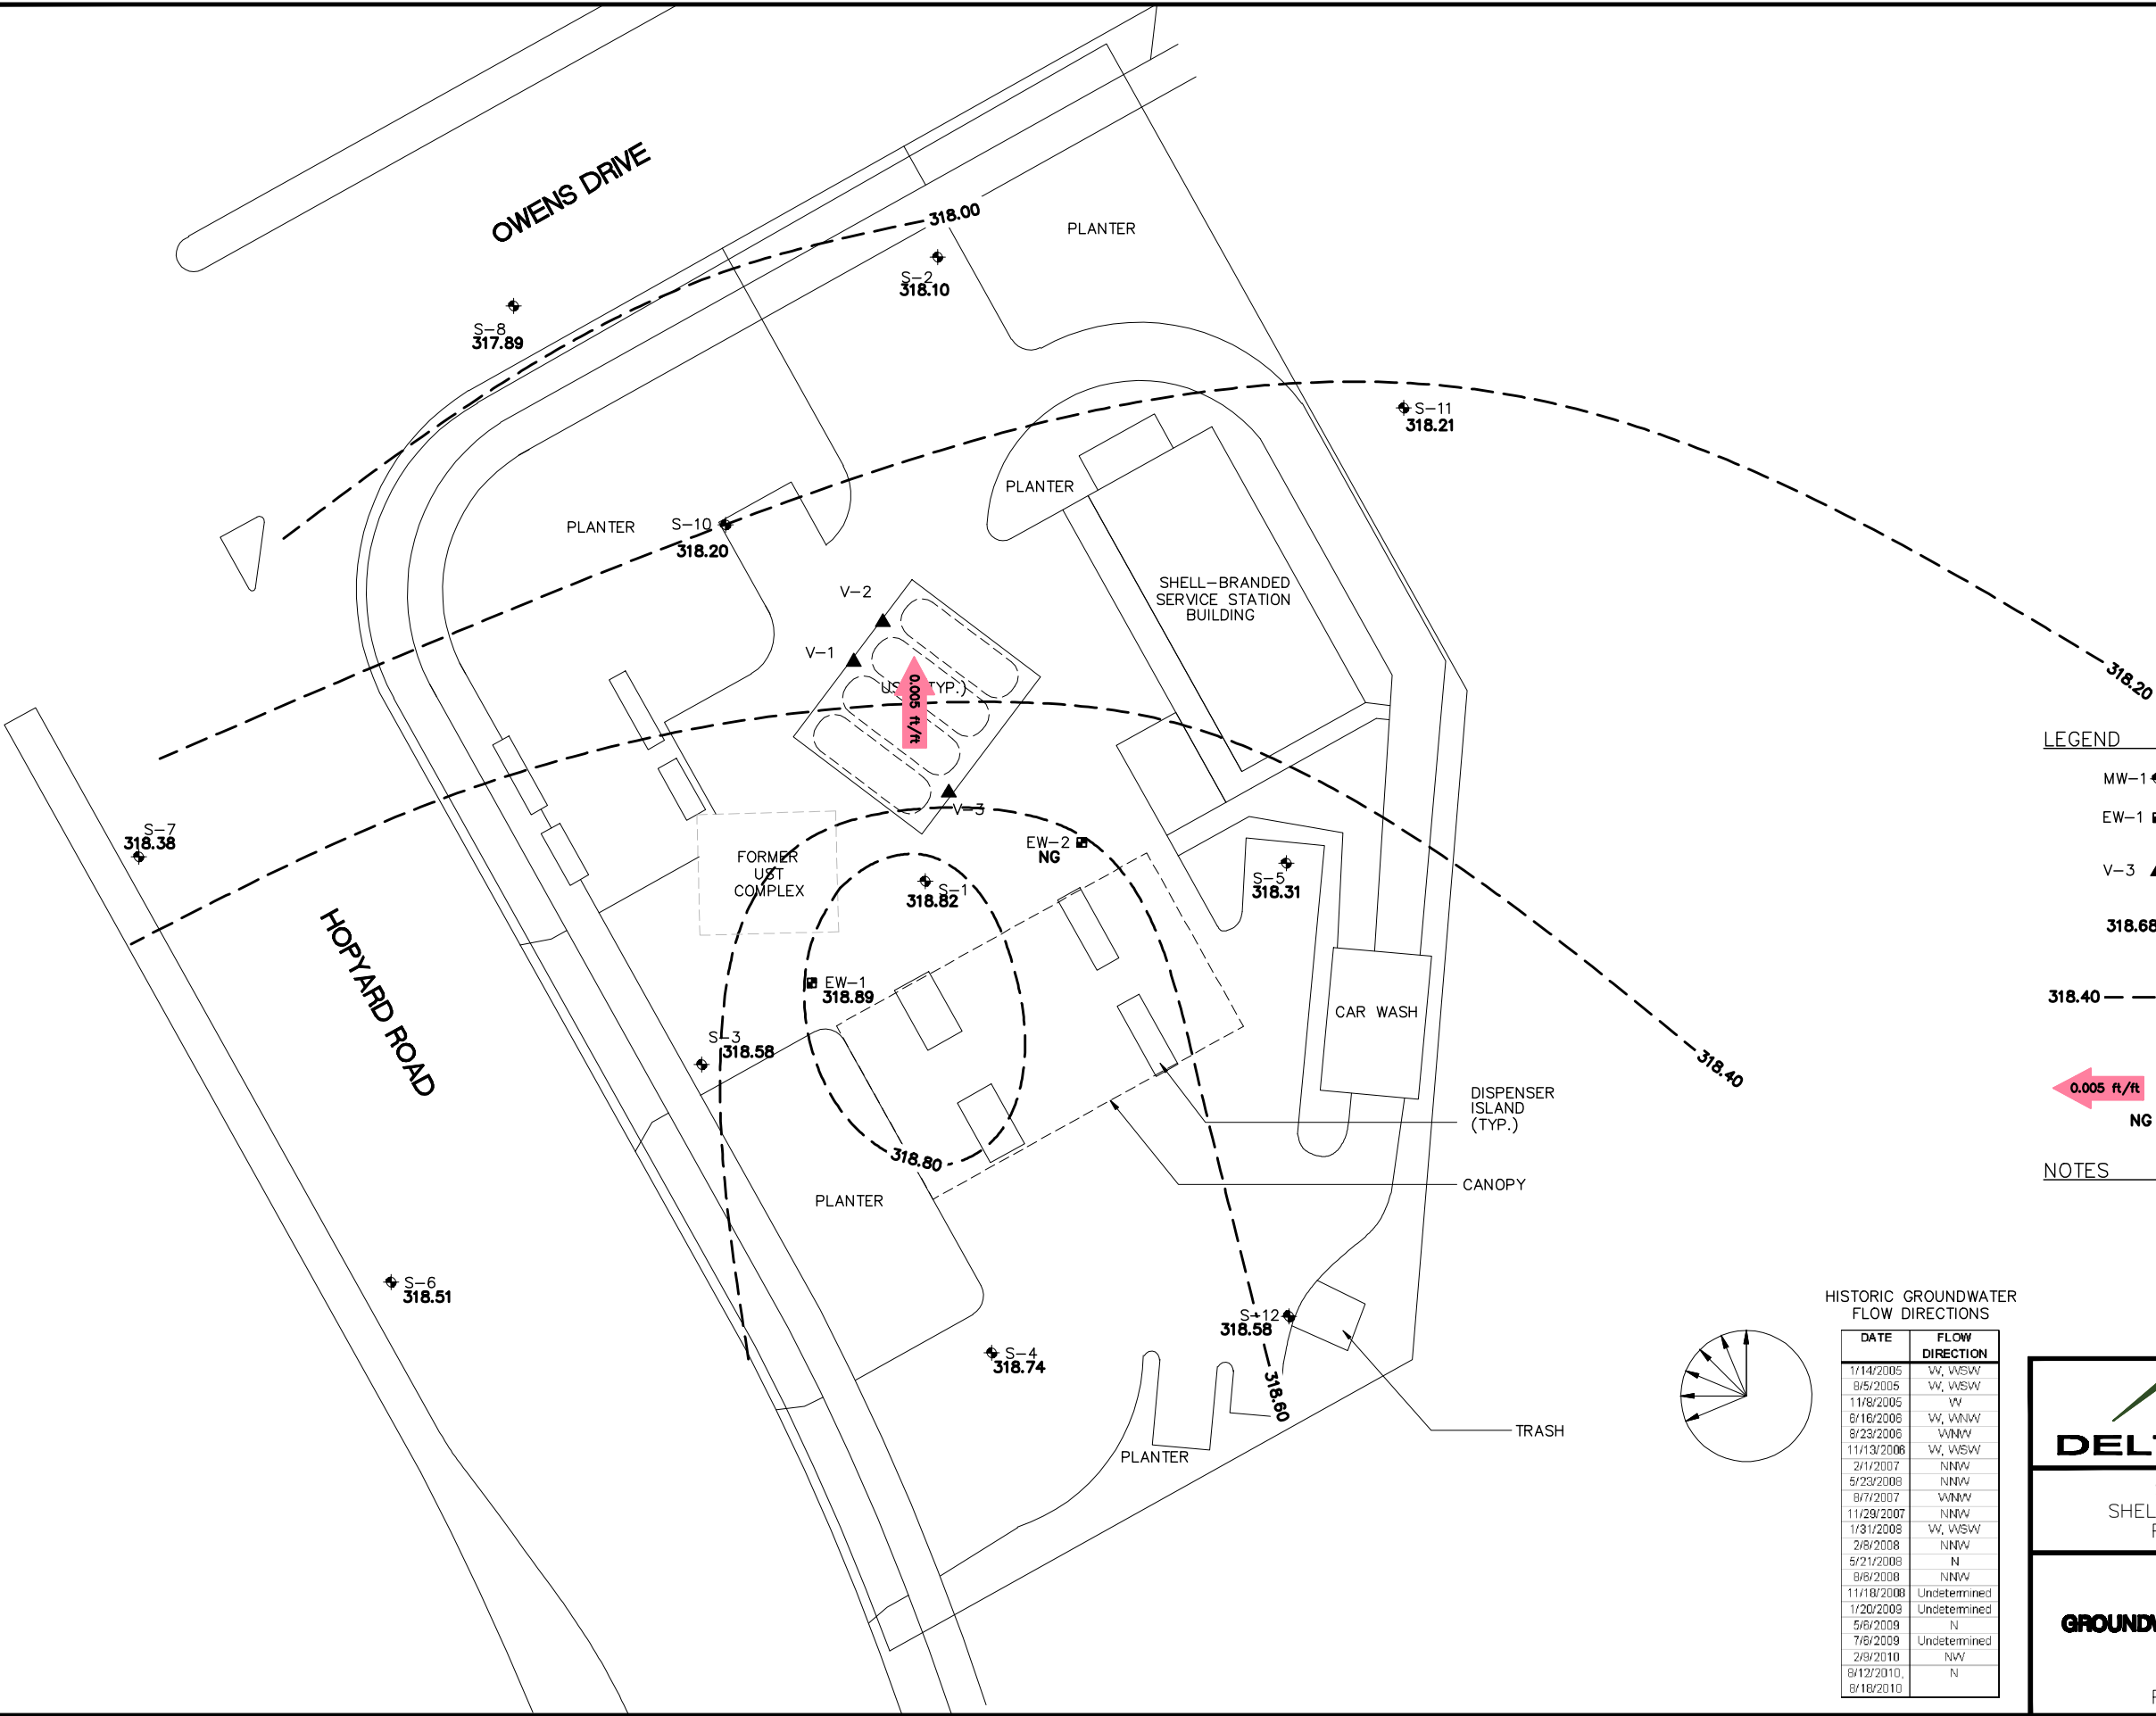 OWENS DRIVE
318.00
PLANTER
S-2
318.10
S-8
317.89
S-11
318.21
PLANTER
PLANTER
S-10
318.20
V-2
V-1
SHELL-BRANDED
SERVICE STATION
BUILDING
0.005 ft/ft
TYP.)
318.20
LEGEND
MW-1
EW-1
V-3
318.68
318.40
0.005 ft/ft
NG
NOTES
S-7
318.38
V-3
FORMER
UST
COMPLEX
EW-2
NG
S-1
318.82
S-5
318.31
HOPYARD ROAD
EW-1
318.89
CAR WASH
S-3
318.58
318.40
DISPENSER
ISLAND
(TYP.)
318.80
CANOPY
PLANTER
S-6
318.51
S-12
318.58
S-4
318.74
318.60
TRASH
PLANTER
HISTORIC GROUNDWATER
FLOW DIRECTIONS
DATE FLOW DIRECTION
1/14/2005 W, WSW
8/5/2005 W, WSW
11/8/2005 W
6/16/2006 W, WNW
8/23/2006 WNW
11/13/2006 W, WSW
2/1/2007 NNW
5/23/2008 NNW
8/7/2007 WNW
11/29/2007 NNW
1/31/2008 W, WSW
2/8/2008 NNW
5/21/2008 N
8/6/2008 NNW
11/18/2008 Undetermined
1/20/2009 Undetermined
5/6/2009 N
7/6/2009 Undetermined
2/9/2010 NW
8/12/2010, N
8/18/2010
DEL
SHEL
GROUNDW